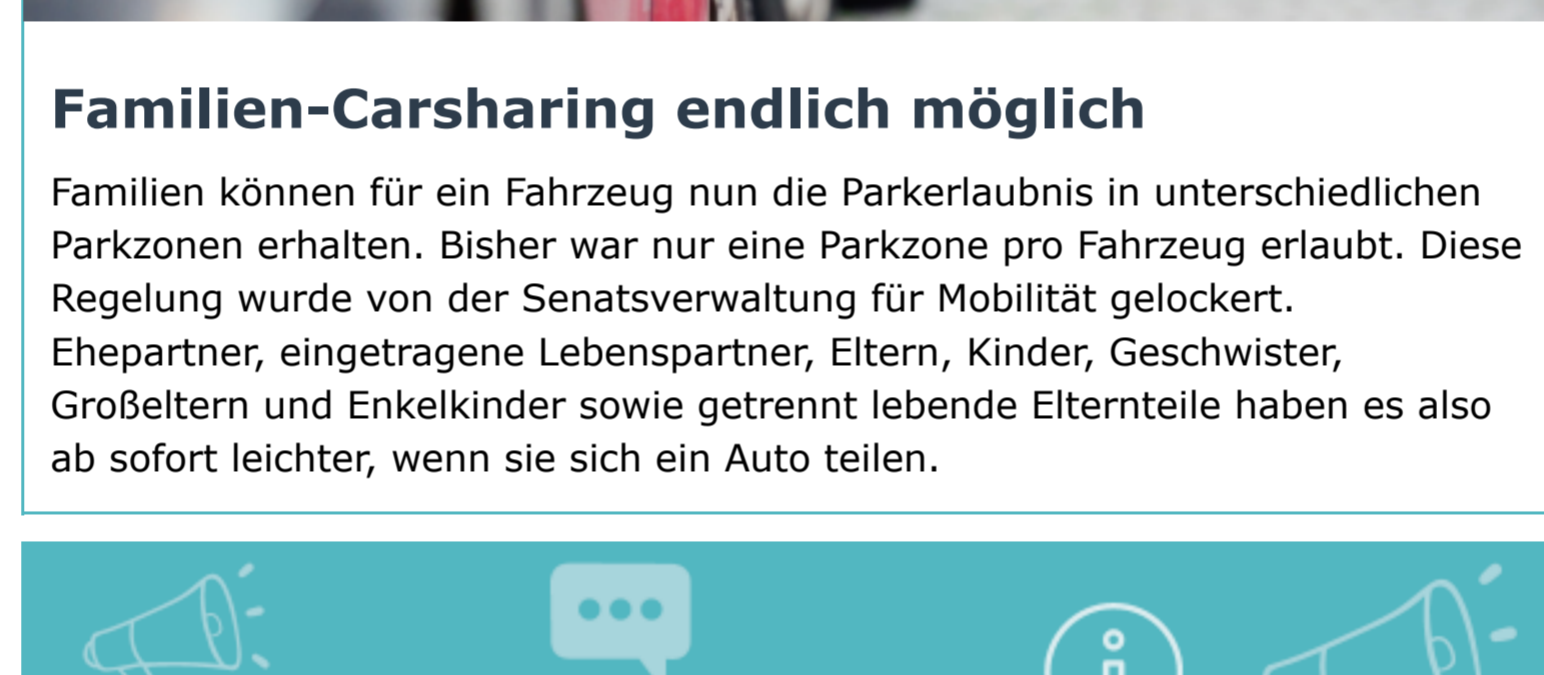 Familien-Carsharing endlich möglich
Familien können für ein Fahrzeug nun die Parkerlaubnis in unterschiedlichen
Parkzonen erhalten. Bisher war nur eine Parkzone pro Fahrzeug erlaubt. Diese
Regelung wurde von der Senatsverwaltung für Mobilität gelockert.
Ehepartner, eingetragene Lebenspartner, Eltern, Kinder, Geschwister,
Großeltern und Enkelkinder sowie getrennt lebende Elternteile haben es also
ab sofort leichter, wenn sie sich ein Auto teilen.